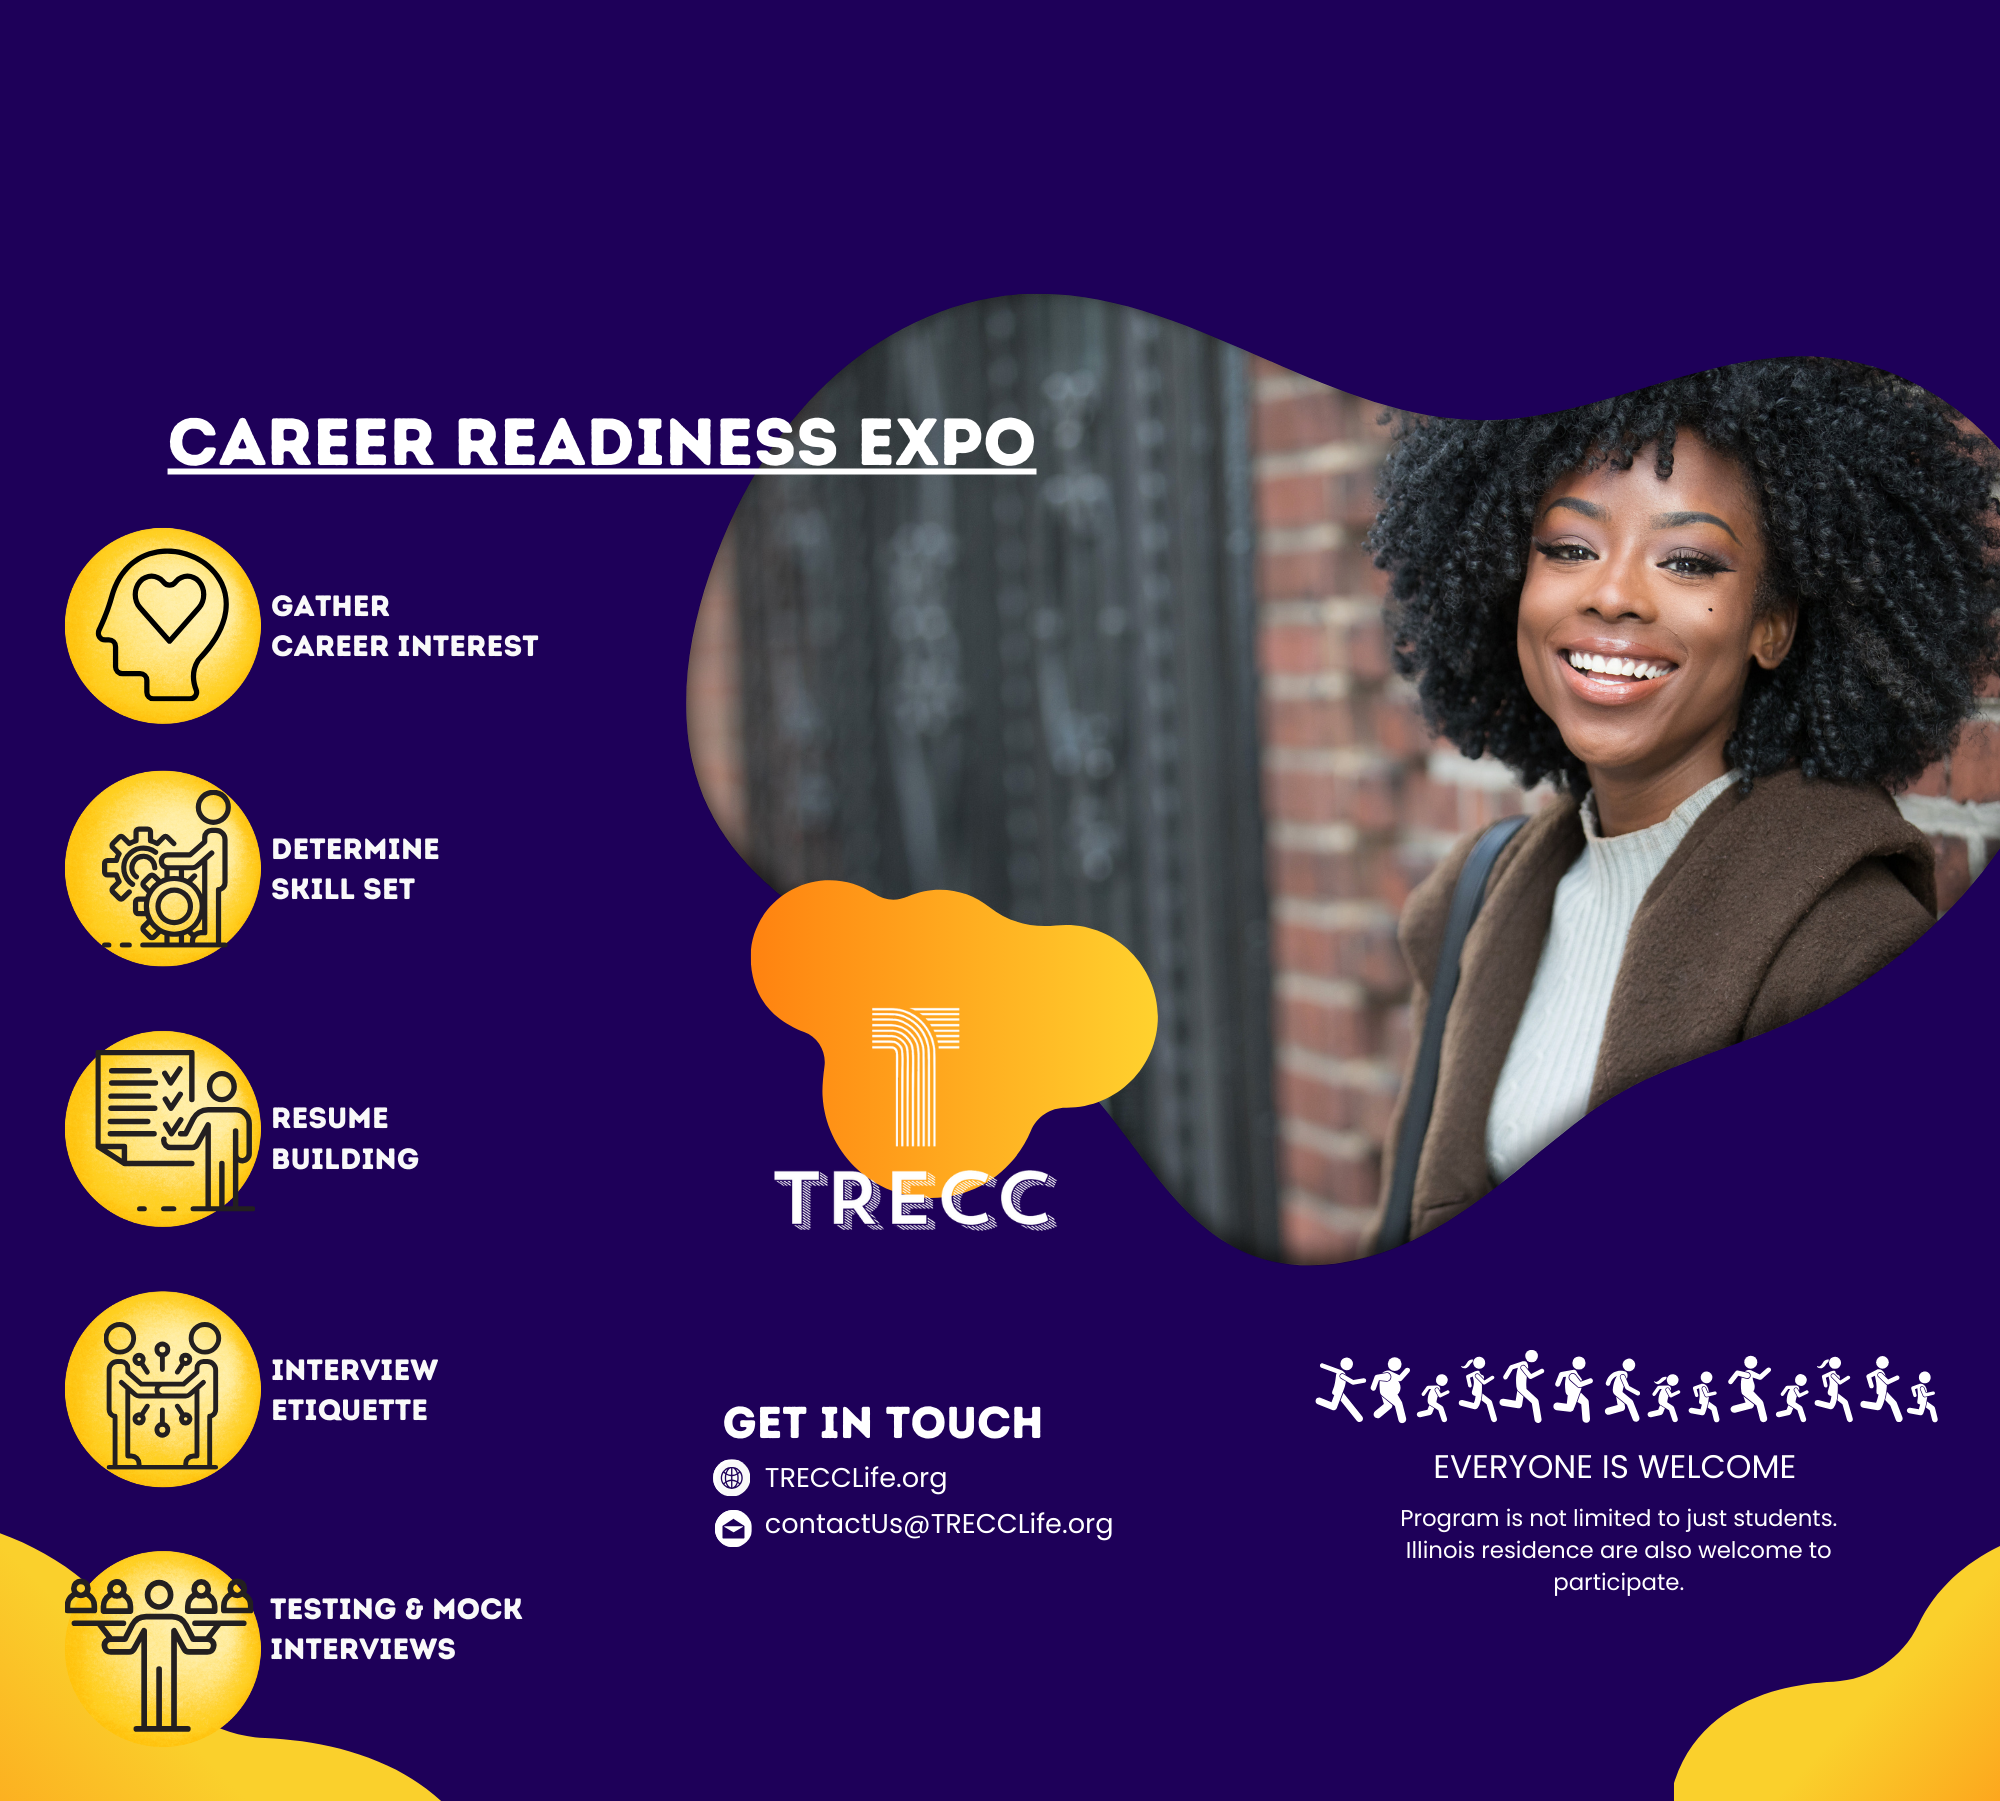 CAREER READINESS EXPO
GATHER
CAREER INTEREST
DETERMINE
SKILL SET
RESUME
BUILDING
INTERVIEW
ETIQUETTE
TESTING & MOCK
INTERVIEWS
T
TRECC
GET IN TOUCH
TRECCLife.org
contactUs@TRECCLife.org
EVERYONE IS WELCOME
Program is not limited to just students.
Illinois residence are also welcome to
participate.